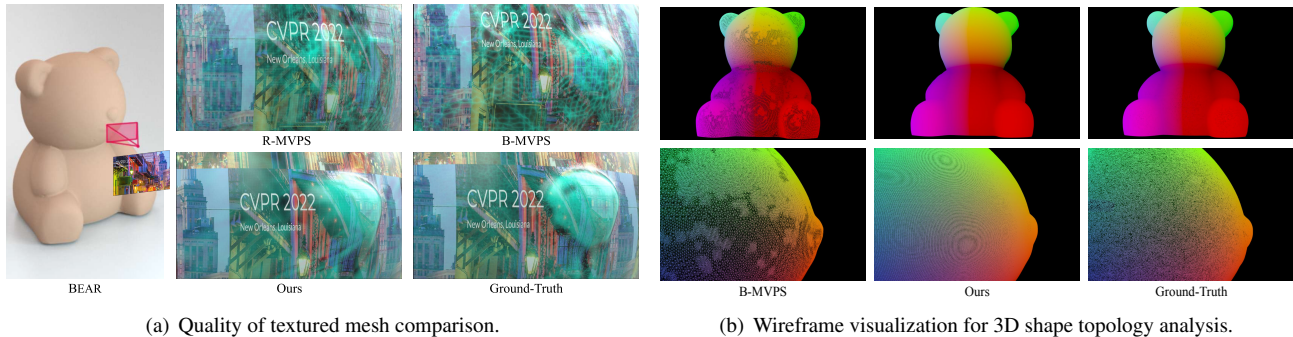 CVPR 2022
New Orleans, Louisiana
CVPR 2022
New Orleans, Louisiana
R-MVPS
B-MVPS
CVPR 2022
New Orleans, Louisiana
CVPR 2022
New Orleans, Louisiana
BEAR
Ours
Ground-Truth
(a) Quality of textured mesh comparison.
B-MVPS
Ours
Ground-Truth
(b) Wireframe visualization for 3D shape topology analysis.